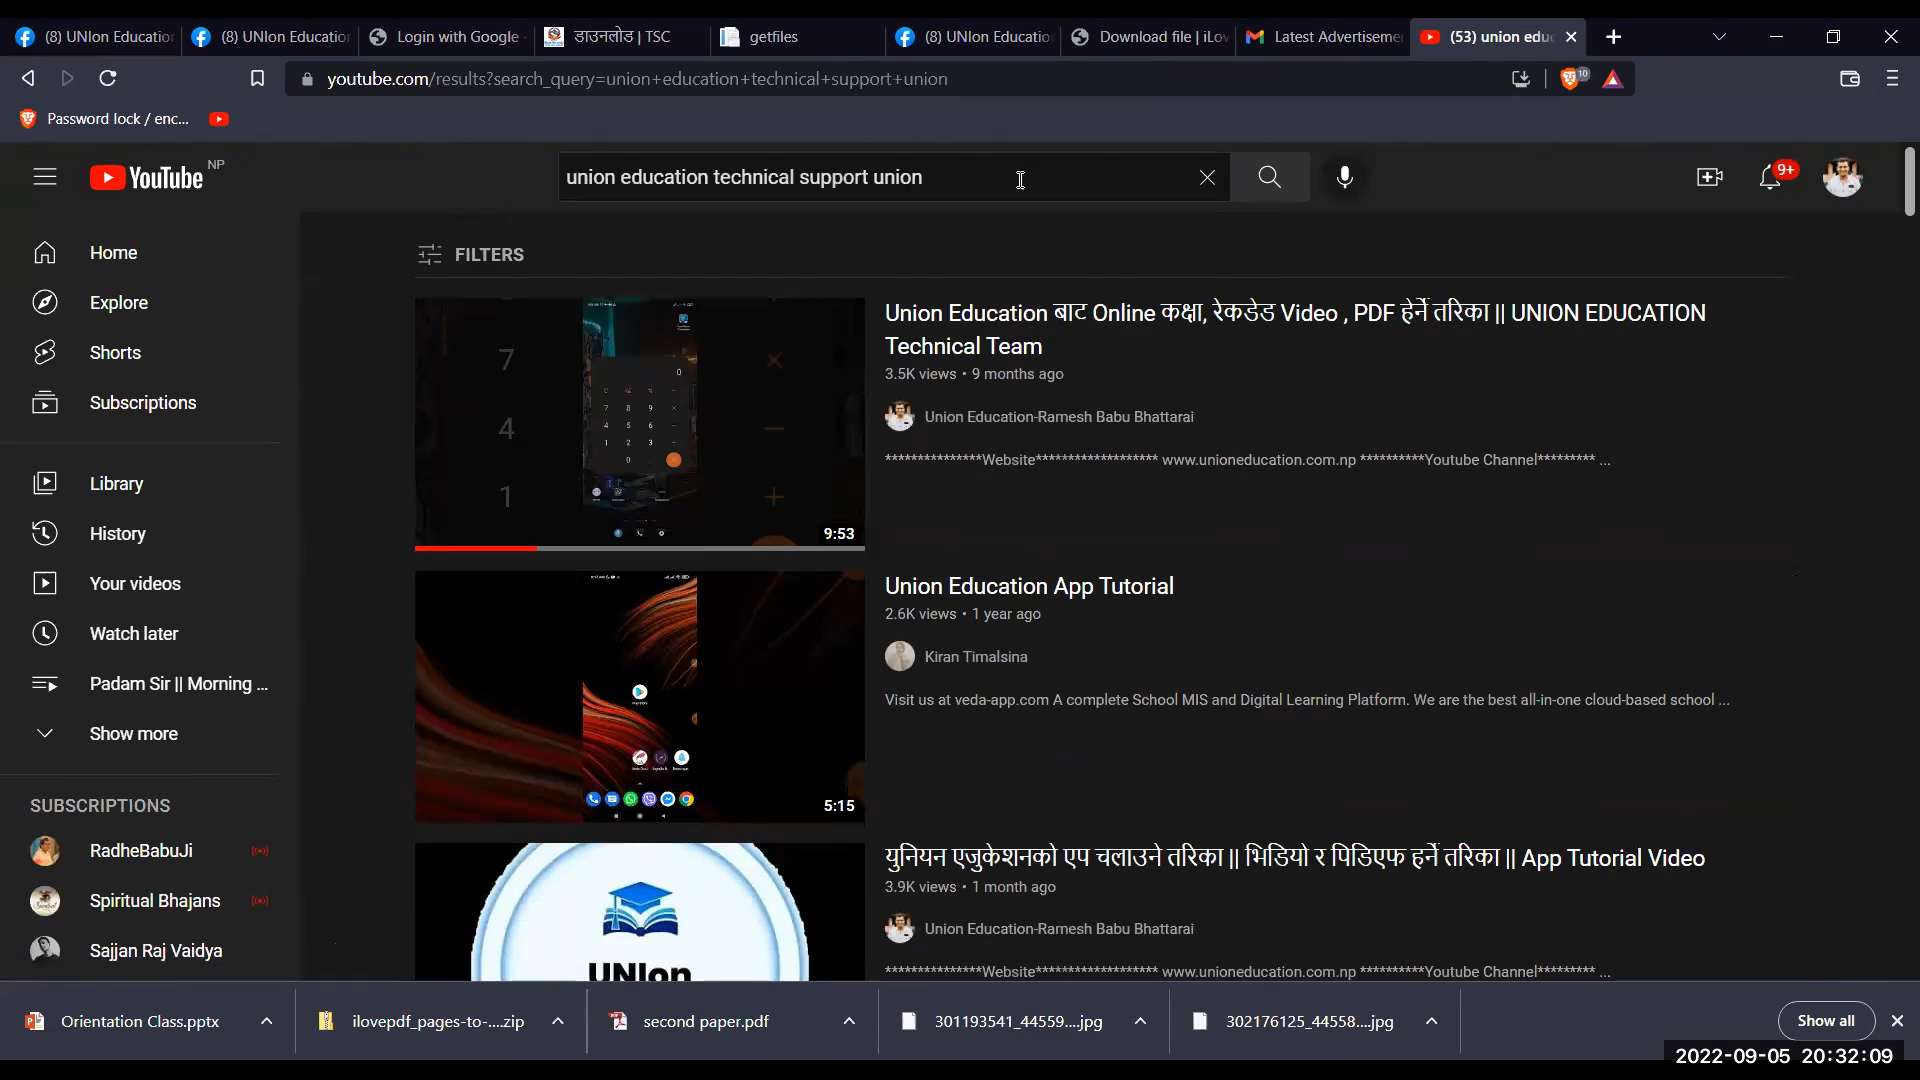 (8) UNIon Education
(8) UNIon Education
Login with Google
डाउनलोड | TSC
getfiles
(8) UNIon Educatio
Download file | iLov
Latest Advertiseme
(53) union edu
youtube.com/results?search_query=union+education+technical+support+union
10
Password lock / enc...
YouTube NP
union education technical support union
9+
Home
Explore
Shorts
Subscriptions
Library
History
Your videos
Watch later
Padam Sir || Morning ...
Show more
SUBSCRIPTIONS
RadheBabuJi
Spiritual Bhajans
Sajjan Raj Vaidya
FILTERS
9:53
Union Education बाट Online कक्षा, रेकडेड Video , PDF हेर्ने तरिका || UNION EDUCATION
Technical Team
3.5K views • 9 months ago
Union Education-Ramesh Babu Bhattarai
***************Website******************* www.unioneducation.com.np **********Youtube Channel********* ...
5:15
Union Education App Tutorial
2.6K views • 1 year ago
Kiran Timalsina
Visit us at veda-app.com A complete School MIS and Digital Learning Platform. We are the best all-in-one cloud-based school ...
UNIon
युनियन एजुकेशनको एप चलाउने तरिका || भिडियो र पिडिएफ हर्ने तरिका || App Tutorial Video
3.9K views • 1 month ago
Union Education-Ramesh Babu Bhattarai
***************Website******************* www.unioneducation.com.np **********Youtube Channel********* ...
Orientation Class.pptx
ilovepdf_pages-to-....zip
second paper.pdf
301193541_44559....jpg
302176125_44558....jpg
Show all
2022-09-05 20:32:09